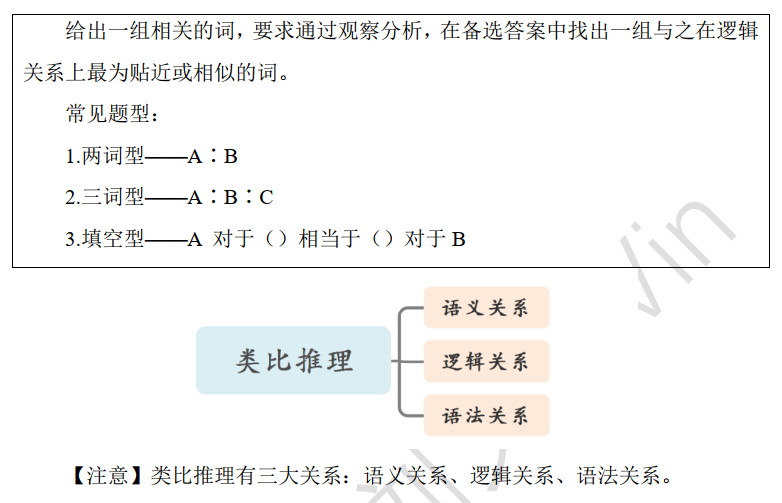 给出一组相关的词，要求通过观察分析，在备选答案中找出一组与之在逻辑
关系上最为贴近或相似的词。
常见题型：
1.两词型——A∶B
2.三词型——A∶B∶C
3.填空型——A 对于（）相当于（）对于 B
类比推理
语义关系
逻辑关系
语法关系
【注意】类比推理有三大关系：语义关系、逻辑关系、语法关系。